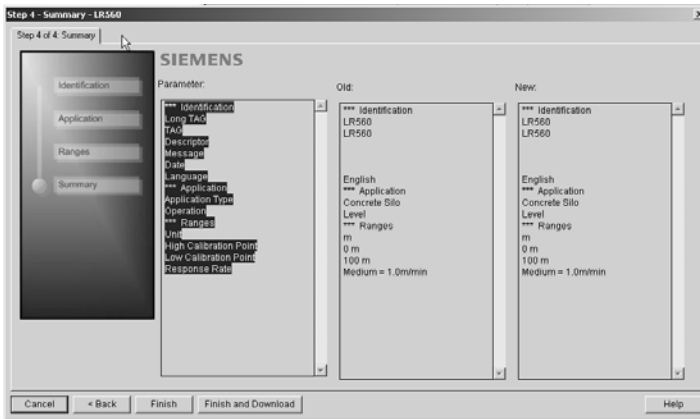 Step 4 - Summary - LR560
Step 4 of 4: Summary
SIEMENS
Identification
Application
Ranges
Summary
Parameter:
*** Identification
Long TAG
TAG
Descriptor
Message
Date
Language
*** Application
Application Type
Operation
*** Ranges
Unit
High Calibration Point
Low Calibration Point
Response Rate
Old:
*** Identification
LR560
LR560
English
*** Application
Concrete Silo
Level
*** Ranges
m
0 m
100 m
Medium = 1.0m/min
New:
*** Identification
LR560
LR560
English
*** Application
Concrete Silo
Level
*** Ranges
m
0 m
100 m
Medium = 1.0m/min
Cancel
< Back
Finish
Finish and Download
Help